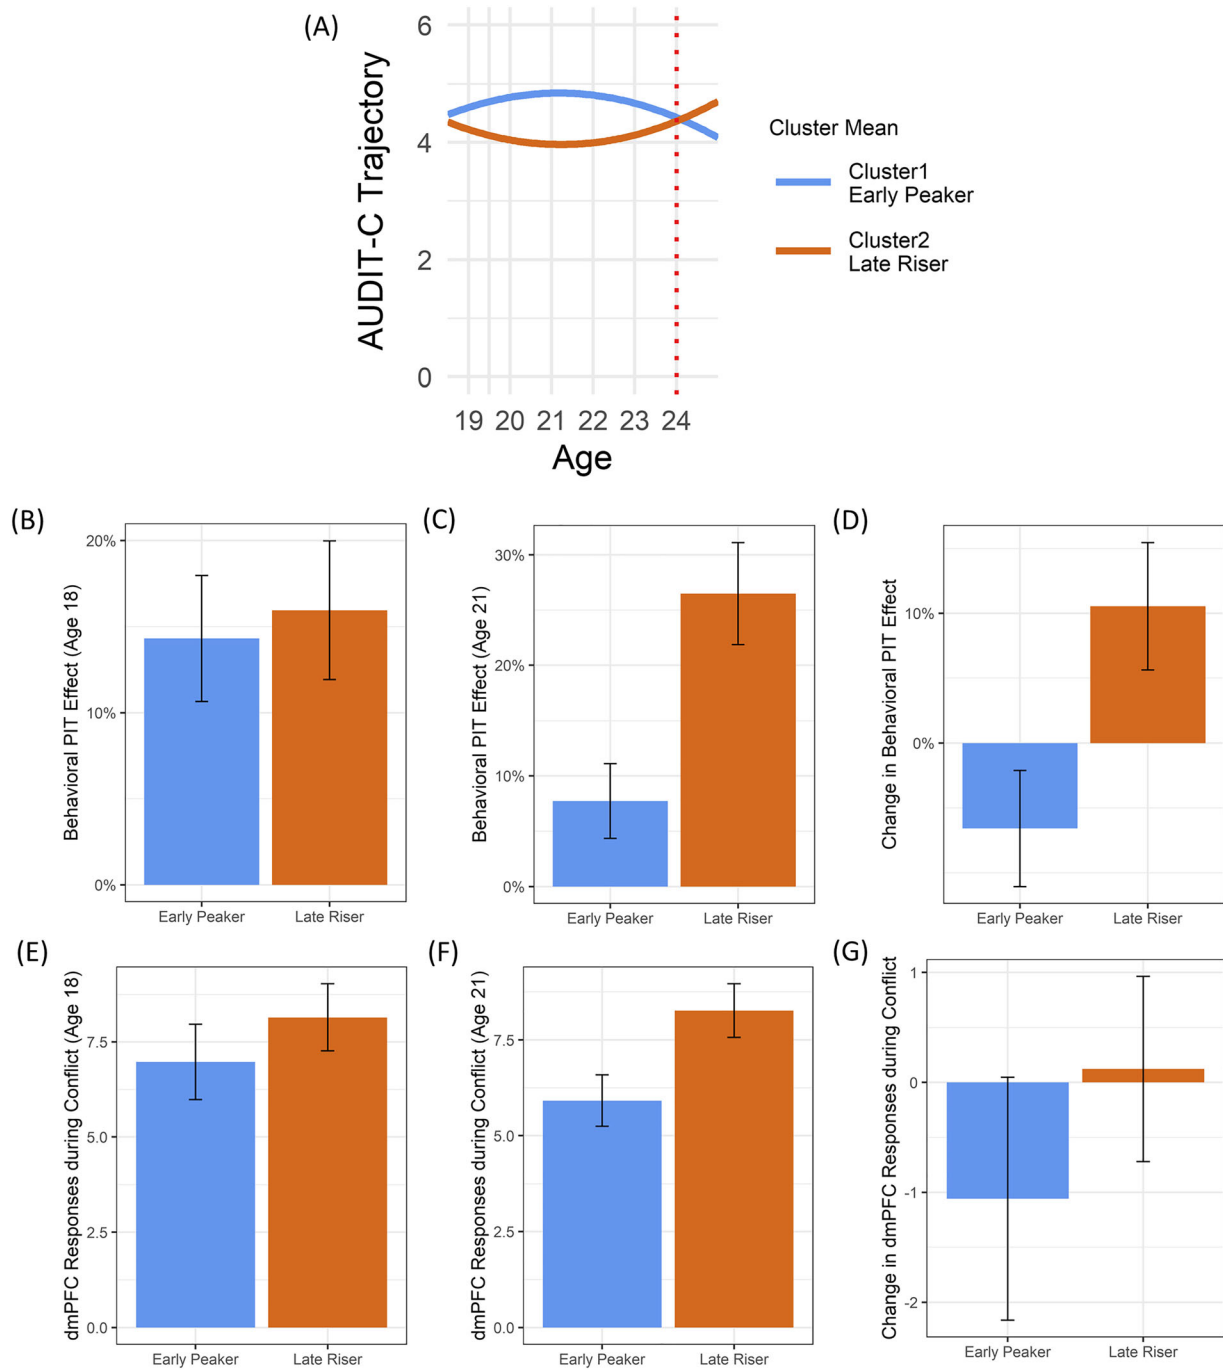 (A)
AUDIT-C Trajectory
6
4
2
0
19 20 21 22 23 24
Age
Cluster Mean
Cluster1
Early Peaker
Cluster2
Late Riser
(B)
Behavioral PIT Effect (Age 18)
20%
10%
0%
Early Peaker Late Riser
(C)
Behavioral PIT Effect (Age 21)
30%
20%
10%
0%
Early Peaker Late Riser
(D)
Change in Behavioral PIT Effect
10%
0%
Early Peaker Late Riser
(E)
dmPFC Responses during Conflict (Age 18)
7.5
5.0
2.5
0.0
Early Peaker Late Riser
(F)
dmPFC Responses during Conflict (Age 21)
7.5
5.0
2.5
0.0
Early Peaker Late Riser
(G)
Change in dmPFC Responses during Conflict
1
0
-1
-2
Early Peaker Late Riser